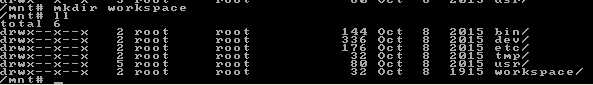 /mnt# mkdir workspace
/mnt# ll
total 6
drwx--x--x 2 root root 144 Oct 8 2015 bin/
drwx--x--x 2 root root 336 Oct 8 2015 dev/
drwx--x--x 2 root root 176 Oct 8 2015 etc/
drwx--x--x 2 root root 32 Oct 8 2015 tmp/
drwx--x--x 5 root root 80 Oct 8 2015 usr/
drwx--x--x 2 root root 32 Oct 8 1915 workspace/
/mnt# _